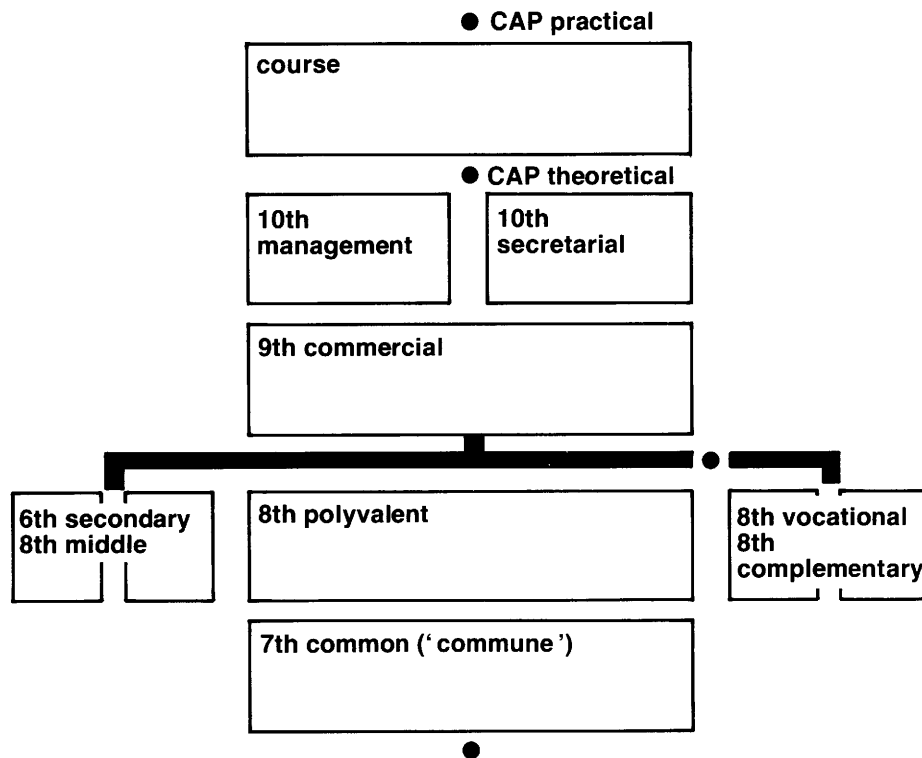 CAP practical
course
CAP theoretical
10th
management
10th
secretarial
9th commercial
6th secondary
8th middle
8th polyvalent
8th vocational
8th
complementary
7th common (‘ commune ’)